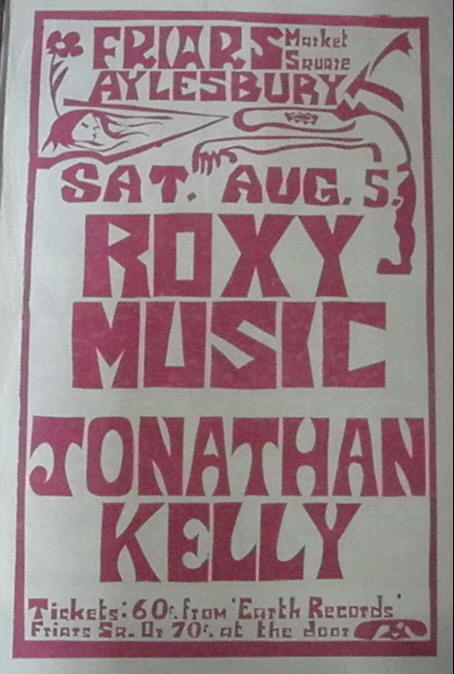 FRIARS Market
Square
AYLESBURY
SAT. AUG. 5.
ROXY
MUSIC
JONATHAN
KELLY
Tickets: 60p. from 'Earth Records'
Friars Sq. Or 70p. at the door